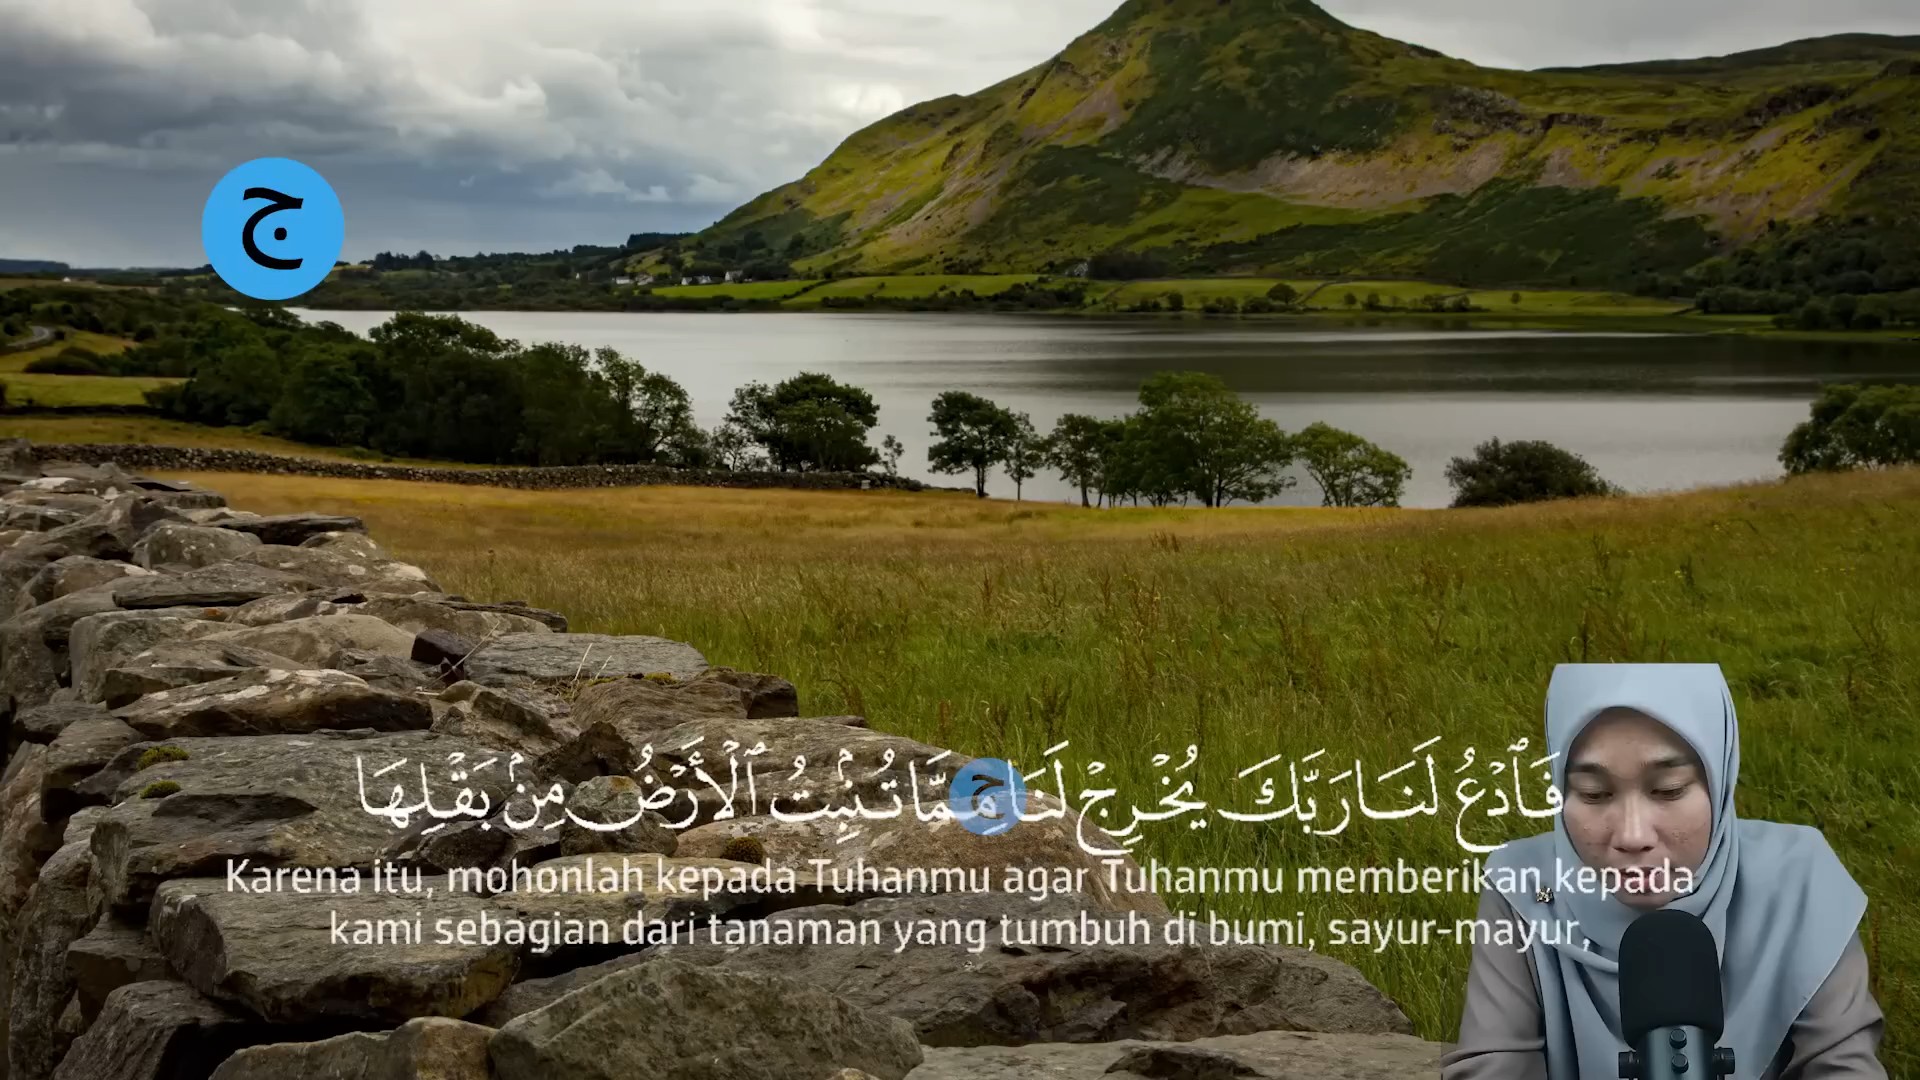 ج
فَٱدْعُ لَنَا رَبَّكَ يُخْرِجْ لَنَا مِمَّا تُنۢبِتُ ٱلْأَرْضُ مِنۢ بَقْلِهَا
ج
Karena itu, mohonlah kepada Tuhanmu agar Tuhanmu memberikan kepada
kami sebagian dari tanaman yang tumbuh di bumi, sayur-mayur,